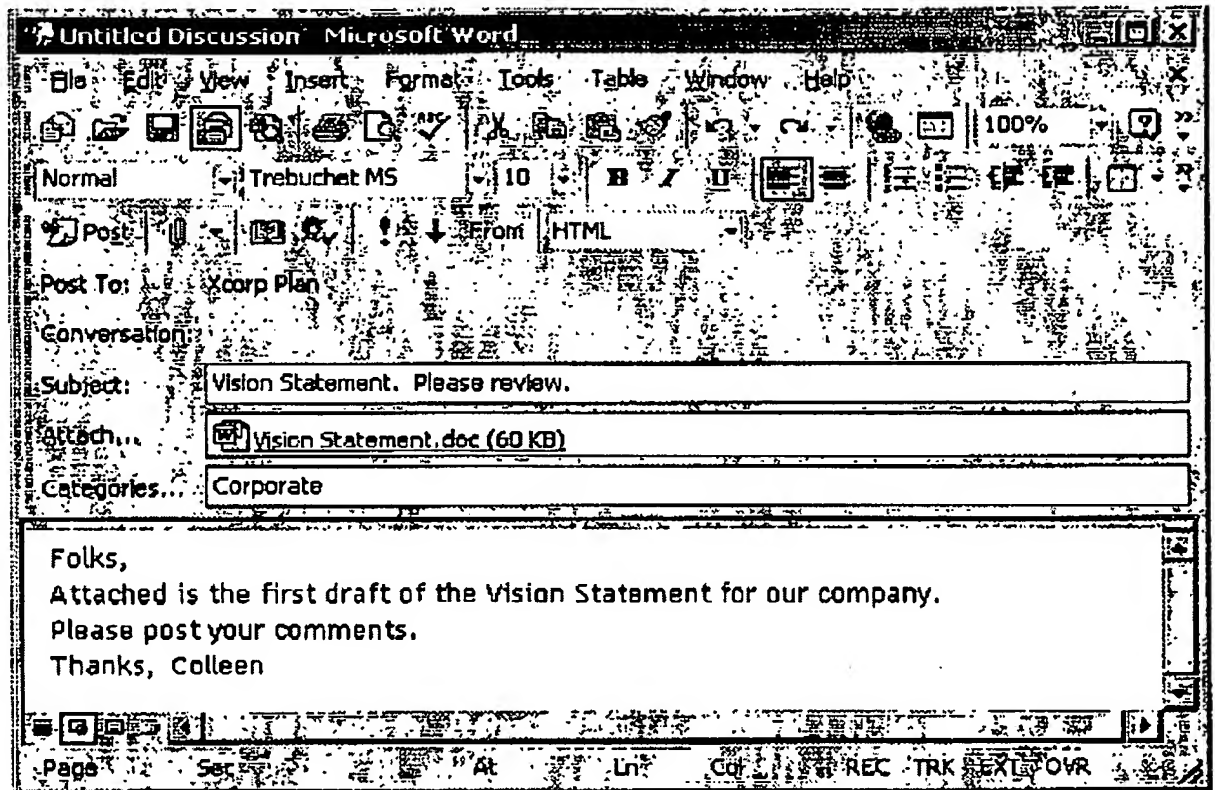 Untitled Discussion Microsoft Word
File Edit View Insert Format Tools Table Window Help
ABC 100%
Normal Trebuchet MS 10 B I U
Post From HTML
Post To: Xcorp Plan
Conversation:
Subject: Vision Statement. Please review.
Attach... Vision Statement.doc (60 KB)
Categories... Corporate
Folks,
Attached is the first draft of the Vision Statement for our company.
Please post your comments.
Thanks, Colleen
Page Sec At Ln Col REC TRK EXT OVR